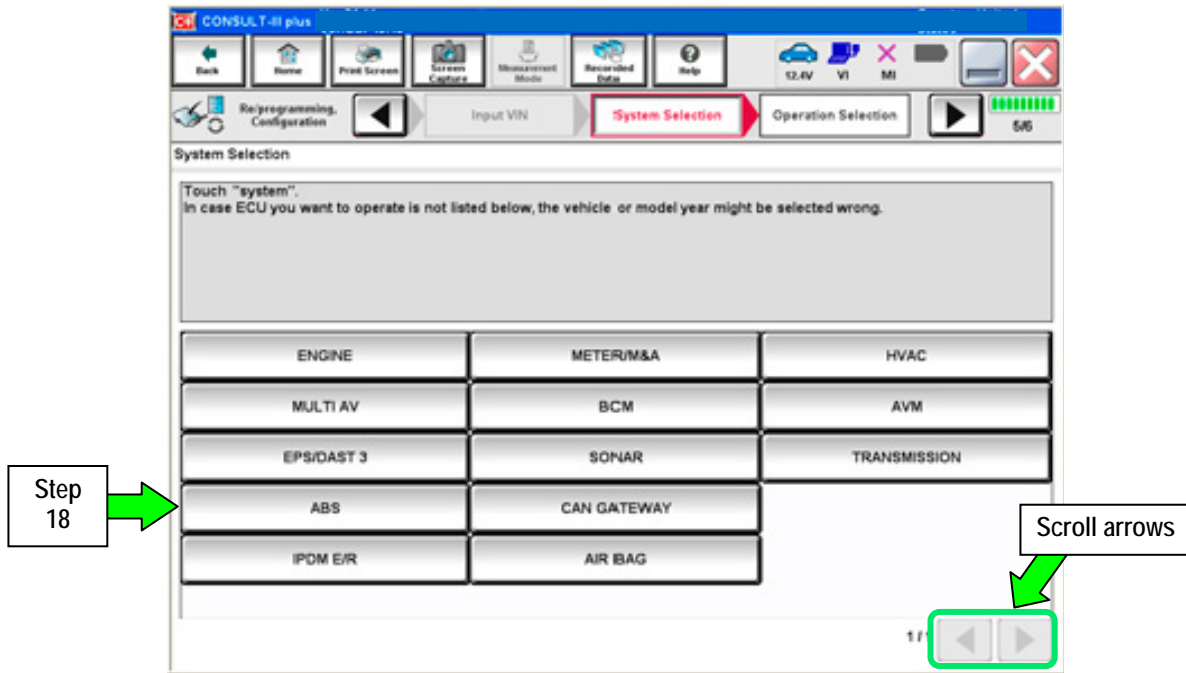 CONSULT-III plus
Back
Home
Print Screen
Screen Capture
Measurement Mode
Recorded Data
Help
12.4V
VI
MI
Re/programming, Configuration
Input VIN
System Selection
Operation Selection
5/6
System Selection
Touch "system".
In case ECU you want to operate is not listed below, the vehicle or model year might be selected wrong.
ENGINE
METER/M&A
HVAC
MULTI AV
BCM
AVM
EPS/DAST 3
SONAR
TRANSMISSION
Step 18
ABS
CAN GATEWAY
Scroll arrows
IPDM E/R
AIR BAG